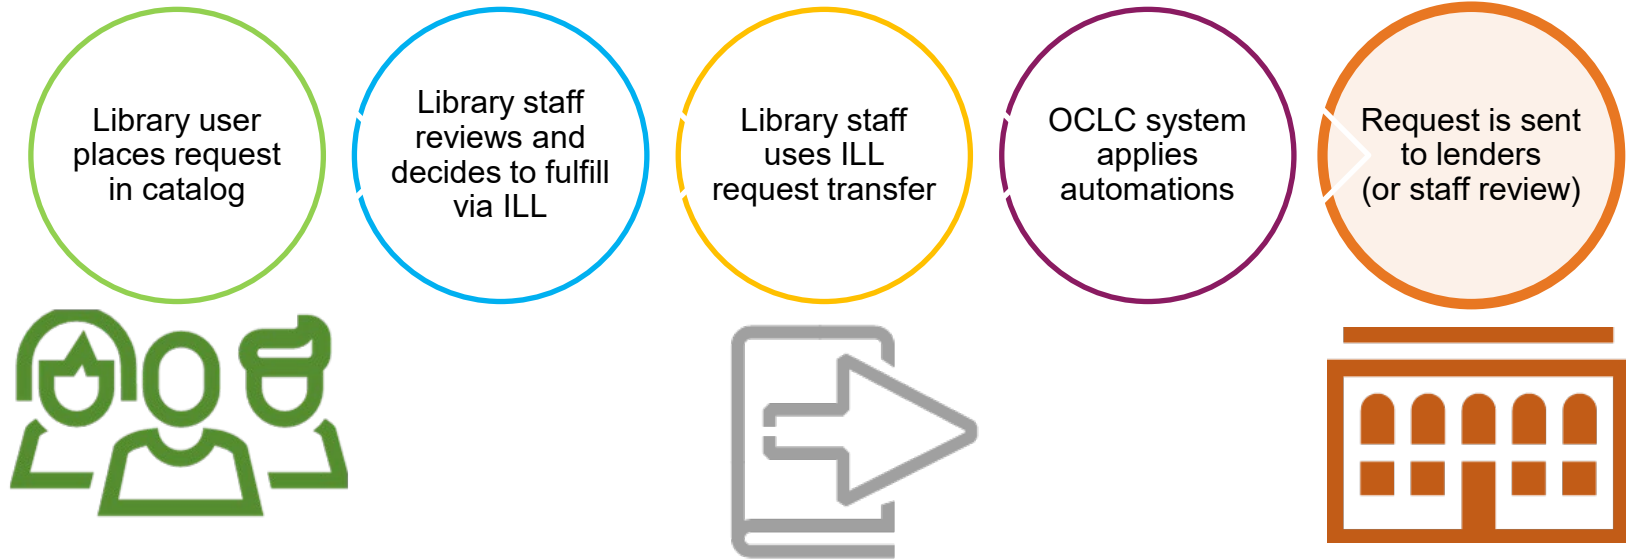 Library user
places request
in catalog
Library staff
reviews and
decides to fulfill
via ILL
Library staff
uses ILL
request transfer
OCLC system
applies
automations
Request is sent
to lenders
(or staff review)